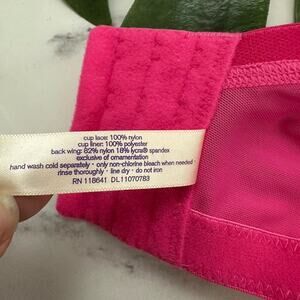 cup lace: 100% nylon
cup liner: 100% polyester
back wing: 82% nylon 18% lycra® spandex
exclusive of ornamentation
hand wash cold separately · only non-chlorine bleach when needed
rinse thoroughly · line dry · do not iron
RN 118641 DL11070783